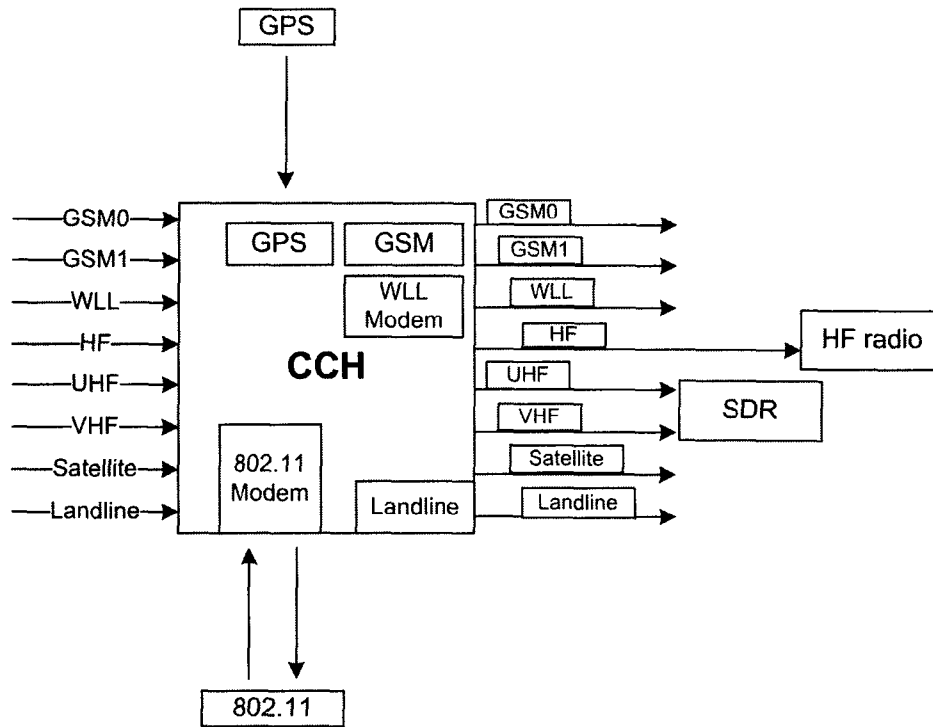 GPS
GSM0
GSM1
WLL
HF
UHF
VHF
Satellite
Landline
GPS
GSM
WLL
Modem
CCH
802.11
Modem
Landline
GSM0
GSM1
WLL
HF
UHF
VHF
Satellite
Landline
HF radio
SDR
802.11